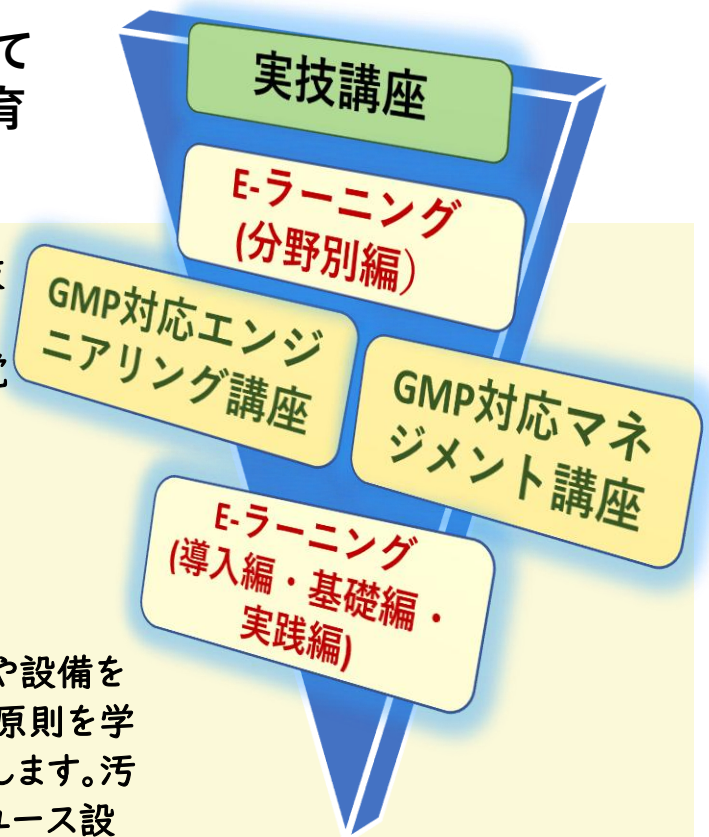 て
育
実技講座
E-ラーニング
(分野別編）
GMP対応エンジ
ニアリング講座
GMP対応マネ
ジメント講座
E-ラーニング
(導入編・基礎編・
実践編)
や設備を
原則を学
します。汚
ユース設